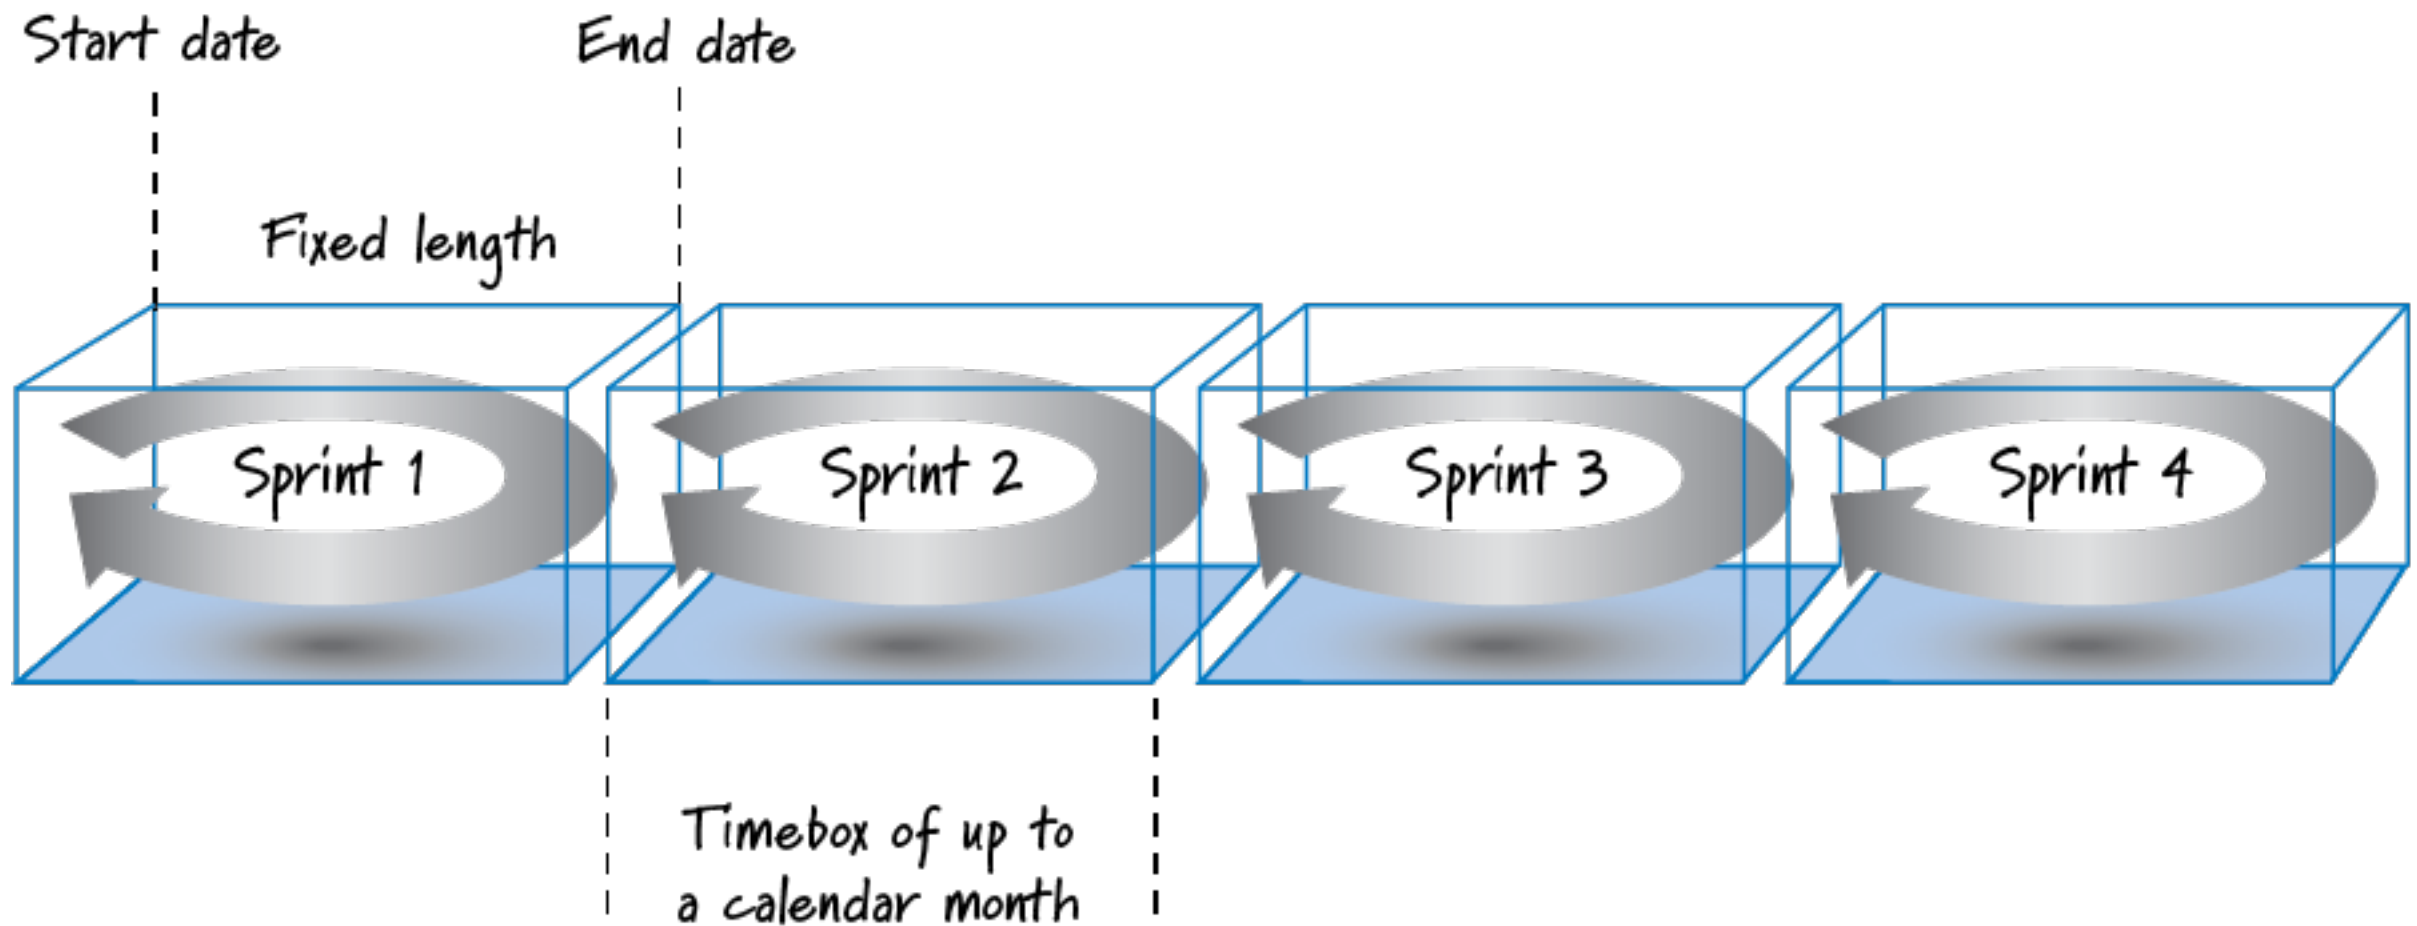 Start date
End date
Fixed length
Sprint 1
Sprint 2
Sprint 3
Sprint 4
Timebox of up to
a calendar month